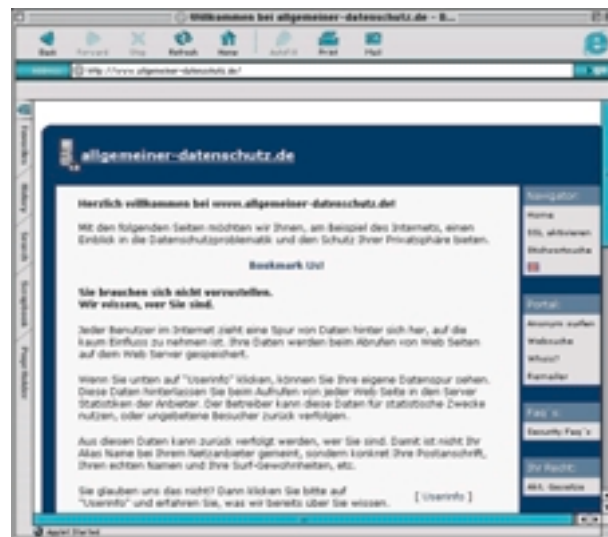 Willkommen bei allgemeiner-datenschutz.de - B...
Back Forward Stop Refresh Home AutoFill Print Mail
http://www.allgemeiner-datenschutz.de/
Favorites
History
Search
Scrapbook
Page Holder
allgemeiner-datenschutz.de
Herzlich willkommen bei www.allgemeiner-datenschutz.de!
Mit den folgenden Seiten möchten wir Ihnen, am Beispiel des Internets, einen
Einblick in die Datenschutzproblematik und den Schutz Ihrer Privatsphäre bieten.
Bookmark Us!
Sie brauchen sich nicht vorzustellen.
Wir wissen, wer Sie sind.
Jeder Benutzer im Internet zieht eine Spur von Daten hinter sich her, auf die
kaum Einfluss zu nehmen ist. Ihre Daten werden beim Abrufen von Web Seiten
auf dem Web Server gespeichert.
Wenn Sie unten auf "Userinfo" klicken, können Sie Ihre eigene Datenspur sehen.
Diese Daten hinterlassen Sie beim Aufrufen von jeder Web Seite in den Server
Statistiken der Anbieter. Der Betreiber kann diese Daten für statistische Zwecke
nutzen, oder ungebetene Besucher zurück verfolgen.
Aus diesen Daten kann zurück verfolgt werden, wer Sie sind. Damit ist nicht Ihr
Alias Name bei Ihrem Netzanbieter gemeint, sondern konkret Ihre Postanschrift,
Ihren echten Namen und Ihre Surf-Gewohnheiten, etc.
Sie glauben uns das nicht? Dann klicken Sie bitte auf
"Userinfo" und erfahren Sie, was wir bereits über Sie wissen.
[ Userinfo ]
Navigator:
Home
SSL aktivieren
Stichwortsuche
Portal:
Anonym surfen
Websuche
Whois?
Remailer
Faq´s:
Security Faq´s
Ihr Recht:
Akt. Gesetze
Applet Started